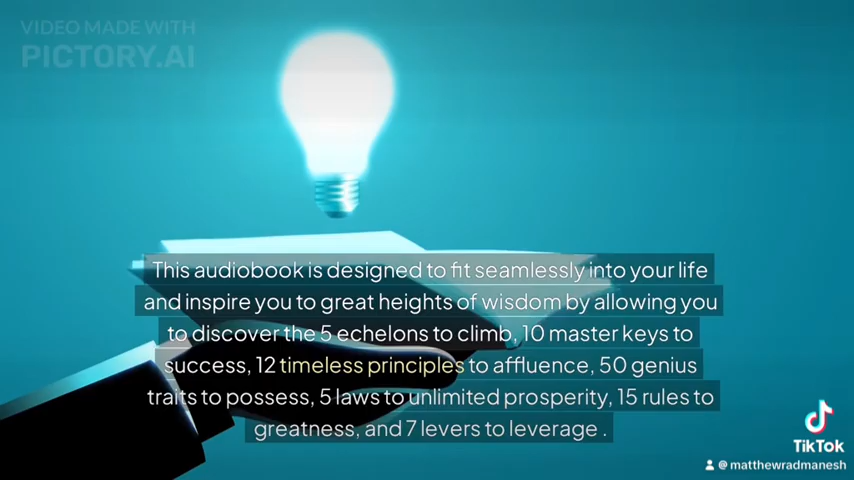 VIDEO MADE WITH
PICTORY.AI
This audiobook is designed to fit seamlessly into your life
and inspire you to great heights of wisdom by allowing you
to discover the 5 echelons to climb, 10 master keys to
success, 12 timeless principles to affluence, 50 genius
traits to possess, 5 laws to unlimited prosperity, 15 rules to
greatness, and 7 levers to leverage .
TikTok
@matthewradmanesh